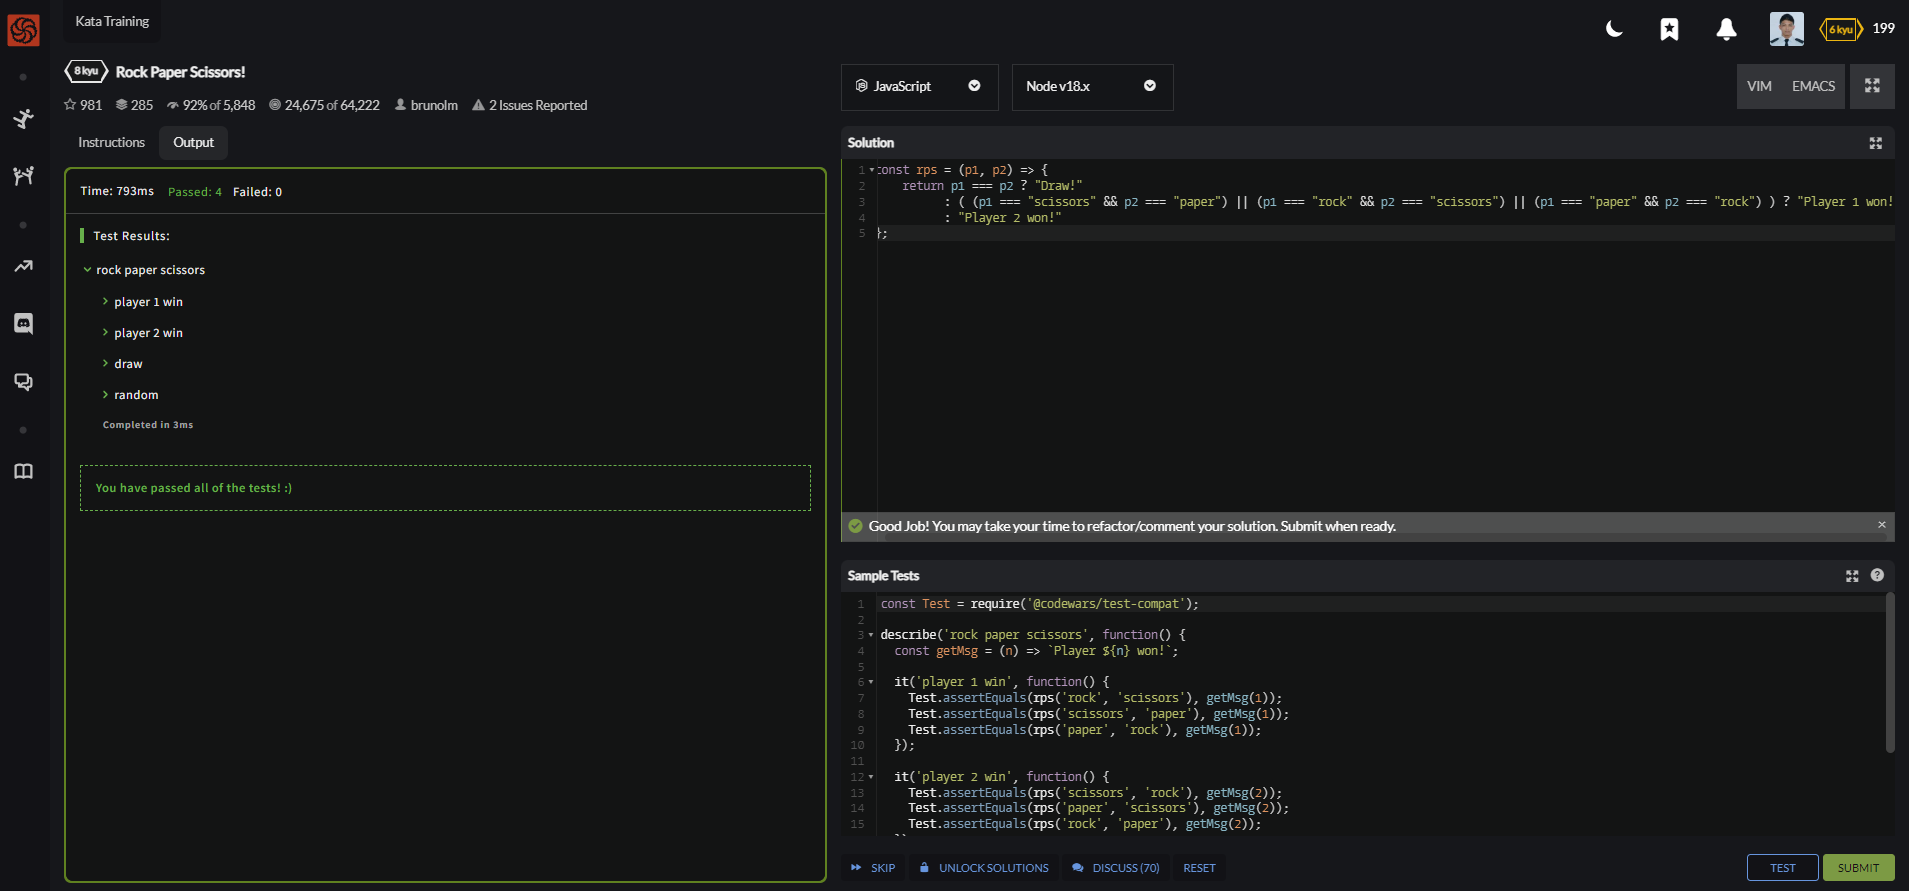 Kata Training
6 kyu 199
8 kyu Rock Paper Scissors!
981 285 92% of 5,848 24,675 of 64,222 brunolm 2 Issues Reported
Instructions Output
Time: 793ms Passed: 4 Failed: 0
Test Results:
rock paper scissors
player 1 win
player 2 win
draw
random
Completed in 3ms
You have passed all of the tests! :)
JavaScript Node v18.x VIM EMACS
Solution
1 const rps = (p1, p2) => {
2 return p1 === p2 ? "Draw!"
3 : ( (p1 === "scissors" && p2 === "paper") || (p1 === "rock" && p2 === "scissors") || (p1 === "paper" && p2 === "rock") ) ? "Player 1 won!
4 : "Player 2 won!"
5 };
Good Job! You may take your time to refactor/comment your solution. Submit when ready. ×
Sample Tests ?
1 const Test = require('@codewars/test-compat');
2
3 describe('rock paper scissors', function() {
4 const getMsg = (n) => `Player ${n} won!`;
5
6 it('player 1 win', function() {
7 Test.assertEquals(rps('rock', 'scissors'), getMsg(1));
8 Test.assertEquals(rps('scissors', 'paper'), getMsg(1));
9 Test.assertEquals(rps('paper', 'rock'), getMsg(1));
10 });
11
12 it('player 2 win', function() {
13 Test.assertEquals(rps('scissors', 'rock'), getMsg(2));
14 Test.assertEquals(rps('paper', 'scissors'), getMsg(2));
15 Test.assertEquals(rps('rock', 'paper'), getMsg(2));
SKIP UNLOCK SOLUTIONS DISCUSS (70) RESET TEST SUBMIT